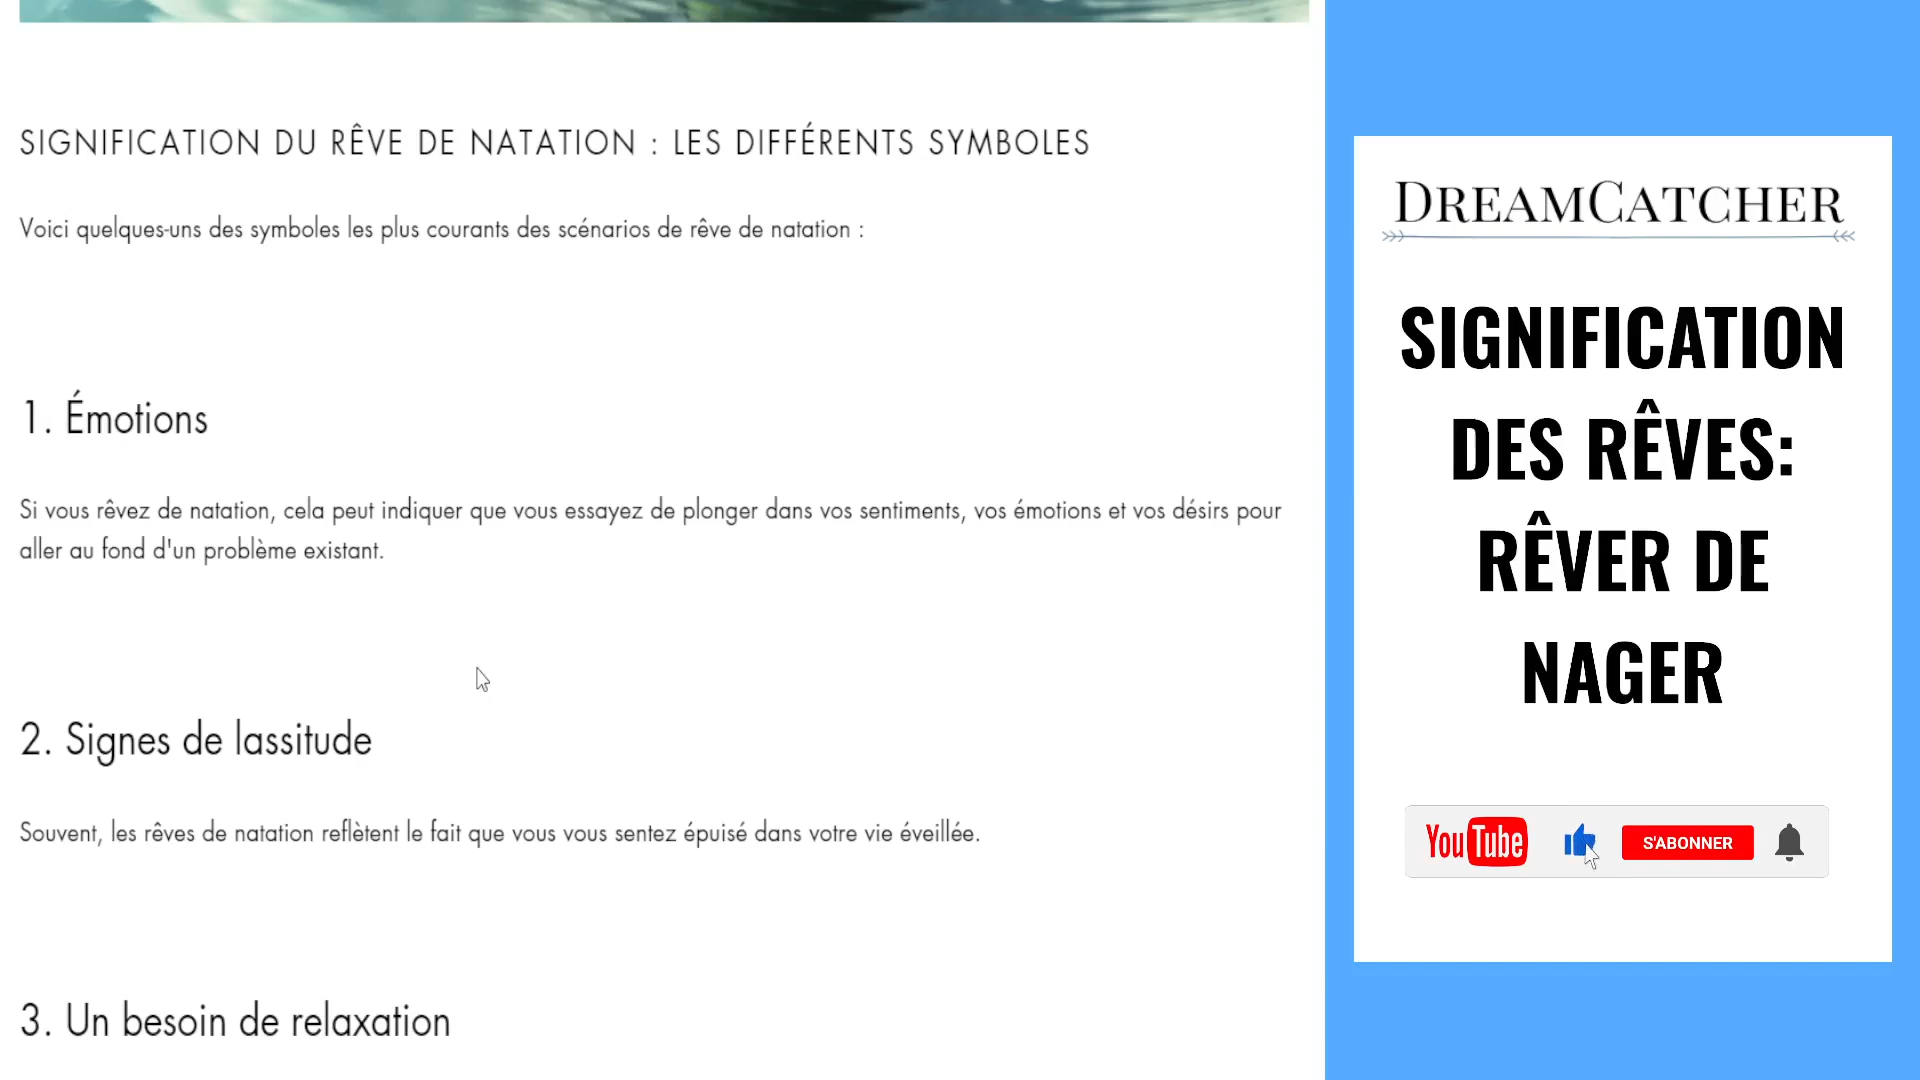 SIGNIFICATION DU RÊVE DE NATATION : LES DIFFÉRENTS SYMBOLES
Voici quelques-uns des symboles les plus courants des scénarios de rêve de natation :
1. Émotions
Si vous rêvez de natation, cela peut indiquer que vous essayez de plonger dans vos sentiments, vos émotions et vos désirs pour
aller au fond d'un problème existant.
2. Signes de lassitude
Souvent, les rêves de natation reflètent le fait que vous vous sentez épuisé dans votre vie éveillée.
3. Un besoin de relaxation
DREAMCATCHER
SIGNIFICATION
DES RÊVES:
RÊVER DE
NAGER
YouTube
S'ABONNER